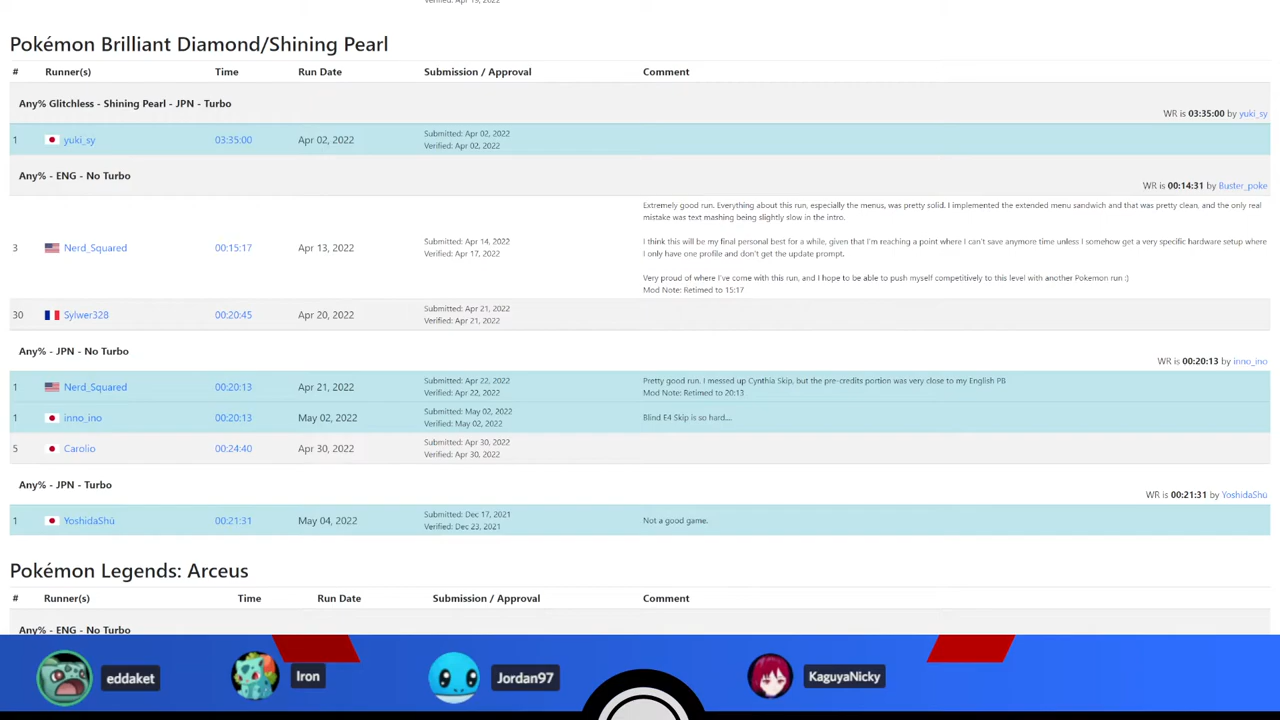 Verified: Apr 19, 2022
Pokémon Brilliant Diamond/Shining Pearl
# Runner(s) Time Run Date Submission / Approval Comment
Any% Glitchless - Shining Pearl - JPN - Turbo
WR is 03:35:00 by yuki_sy
1 yuki_sy 03:35:00 Apr 02, 2022 Submitted: Apr 02, 2022
Verified: Apr 02, 2022
Any% - ENG - No Turbo
WR is 00:14:31 by Buster_poke
Extremely good run. Everything about this run, especially the menus, was pretty solid. I implemented the extended menu sandwich and that was pretty clean, and the only real
mistake was text mashing being slightly slow in the intro.
3 Nerd_Squared 00:15:17 Apr 13, 2022 Submitted: Apr 14, 2022
Verified: Apr 17, 2022
I think this will be my final personal best for a while, given that I'm reaching a point where I can't save anymore time unless I somehow get a very specific hardware setup where
I only have one profile and don't get the update prompt.
Very proud of where I've come with this run, and I hope to be able to push myself competitively to this level with another Pokemon run :)
Mod Note: Retimed to 15:17
30 Sylwer328 00:20:45 Apr 20, 2022 Submitted: Apr 21, 2022
Verified: Apr 21, 2022
Any% - JPN - No Turbo
WR is 00:20:13 by inno_ino
1 Nerd_Squared 00:20:13 Apr 21, 2022 Submitted: Apr 22, 2022 Pretty good run. I messed up Cynthia Skip, but the pre-credits portion was very close to my English PB
Verified: Apr 22, 2022 Mod Note: Retimed to 20:13
1 inno_ino 00:20:13 May 02, 2022 Submitted: May 02, 2022 Blind E4 Skip is so hard....
Verified: May 02, 2022
5 Carolio 00:24:40 Apr 30, 2022 Submitted: Apr 30, 2022
Verified: Apr 30, 2022
Any% - JPN - Turbo
WR is 00:21:31 by YoshidaShú
1 YoshidaShú 00:21:31 May 04, 2022 Submitted: Dec 17, 2021 Not a good game.
Verified: Dec 23, 2021
Pokémon Legends: Arceus
# Runner(s) Time Run Date Submission / Approval Comment
Any% - ENG - No Turbo
eddaket Iron Jordan97 KaguyaNicky